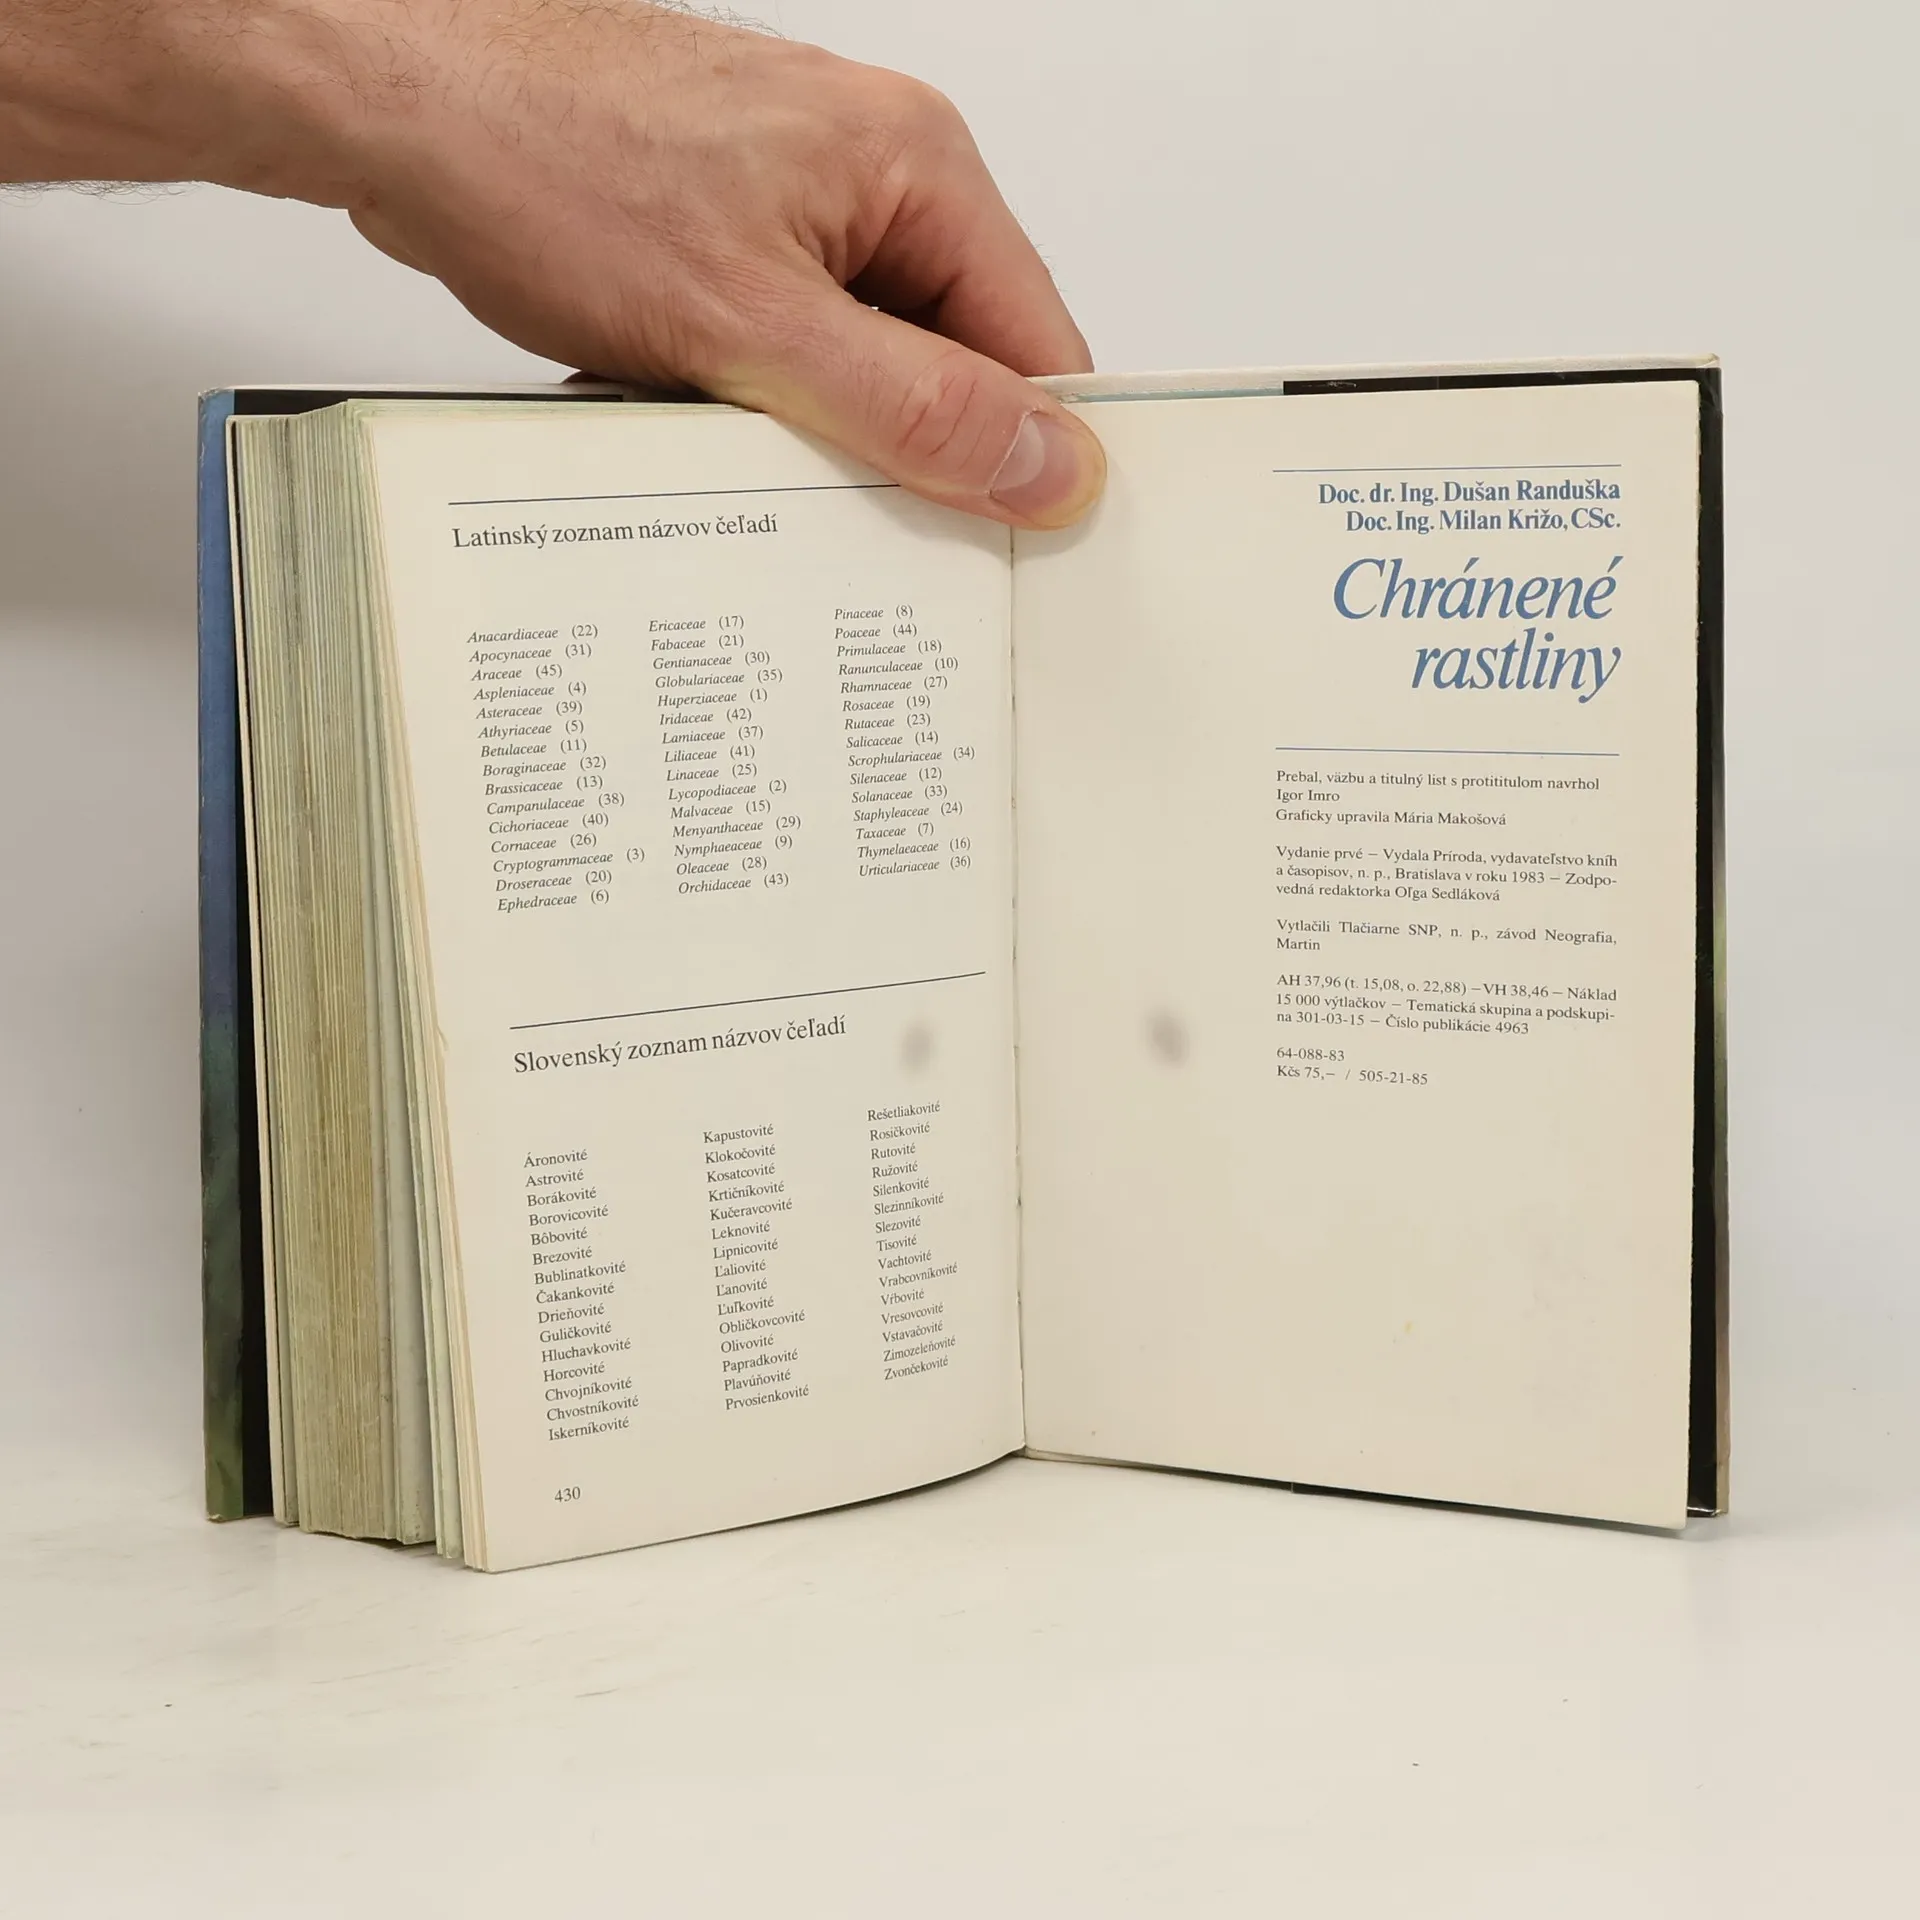 Latinský zoznam názvov čeľadí
Anacardiaceae (22)
Apocynaceae (31)
Araceae (45)
Aspleniaceae (4)
Asteraceae (39)
Athyriaceae (5)
Betulaceae (11)
Boraginaceae (32)
Brassicaceae (13)
Campanulaceae (38)
Cichoriaceae (40)
Cornaceae (26)
Cryptogrammaceae (3)
Droseraceae (20)
Ephedraceae (6)
Ericaceae (17)
Fabaceae (21)
Gentianaceae (30)
Globulariaceae (35)
Huperziaceae (1)
Iridaceae (42)
Lamiaceae (37)
Liliaceae (41)
Linaceae (25)
Lycopodiaceae (2)
Malvaceae (15)
Menyanthaceae (29)
Nymphaeaceae (9)
Oleaceae (28)
Orchidaceae (43)
Pinaceae (8)
Poaceae (44)
Primulaceae (18)
Ranunculaceae (10)
Rhamnaceae (27)
Rosaceae (19)
Rutaceae (23)
Salicaceae (14)
Scrophulariaceae (34)
Silenaceae (12)
Solanaceae (33)
Staphyleaceae (24)
Taxaceae (7)
Thymelaeaceae (16)
Urticulariaceae (36)
Slovenský zoznam názvov čeľadí
Áronovité
Astrovité
Borákovité
Borovicovité
Bôbovité
Brezovité
Bublinatkovité
Čakankovité
Drieňovité
Guličkovité
Hluchavkovité
Horcovité
Chvojníkovité
Chvostníkovité
Iskerníkovité
Kapustovité
Klokočovité
Kosatcovité
Krtičníkovité
Kučeravcovité
Leknovité
Lipnicovité
Ľaliovité
Ľanovité
Ľuľkovité
Obličkovcovité
Olivovité
Papradkovité
Plavúňovité
Prvosienkovité
Rešetliakovité
Rosičkovité
Rutovité
Ružovité
Silenkovité
Slezinníkovité
Slezovité
Tisovité
Vachtovité
Vrabcovníkovité
Vŕbovité
Vresovcovité
Vstavačovité
Zimozeleňovité
Zvončekovité
430
Doc. dr. Ing. Dušan Randuška
Doc. Ing. Milan Križo, CSc.
Chránené
rastliny
Prebal, väzbu a titulný list s protititulom navrhol
Igor Imro
Graficky upravila Mária Makošová
Vydanie prvé – Vydala Príroda, vydavateľstvo kníh
a časopisov, n. p., Bratislava v roku 1983 – Zodpo-
vedná redaktorka Oľga Sedláková
Vytlačili Tlačiarne SNP, n. p., závod Neografia,
Martin
AH 37,96 (t. 15,08, o. 22,88) – VH 38,46 – Náklad
15 000 výtlačkov – Tematická skupina a podskupi-
na 301-03-15 – Číslo publikácie 4963
64-088-83
Kčs 75,– / 505-21-85